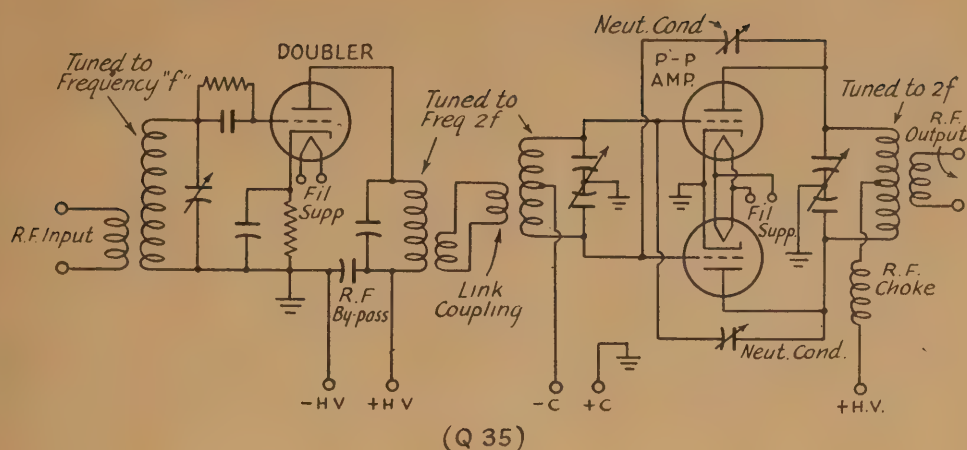 Neut. Cond
DOUBLER
P-P
AMP.
Tuned to
Frequency "f"
Tuned to
Freq 2f
Tuned to 2f
R.F.
Output
Fil
Supp
Fil
Supp.
R.F. Input
R.F
By-pass
Link
Coupling
R.F.
Choke
Neut. Cond.
-HV
+HV
-C
+C
+H.V.
(Q 35)